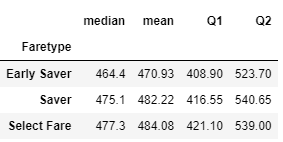 median mean Q1 Q2
Faretype
Early Saver 464.4 470.93 408.90 523.70
Saver 475.1 482.22 416.55 540.65
Select Fare 477.3 484.08 421.10 539.00